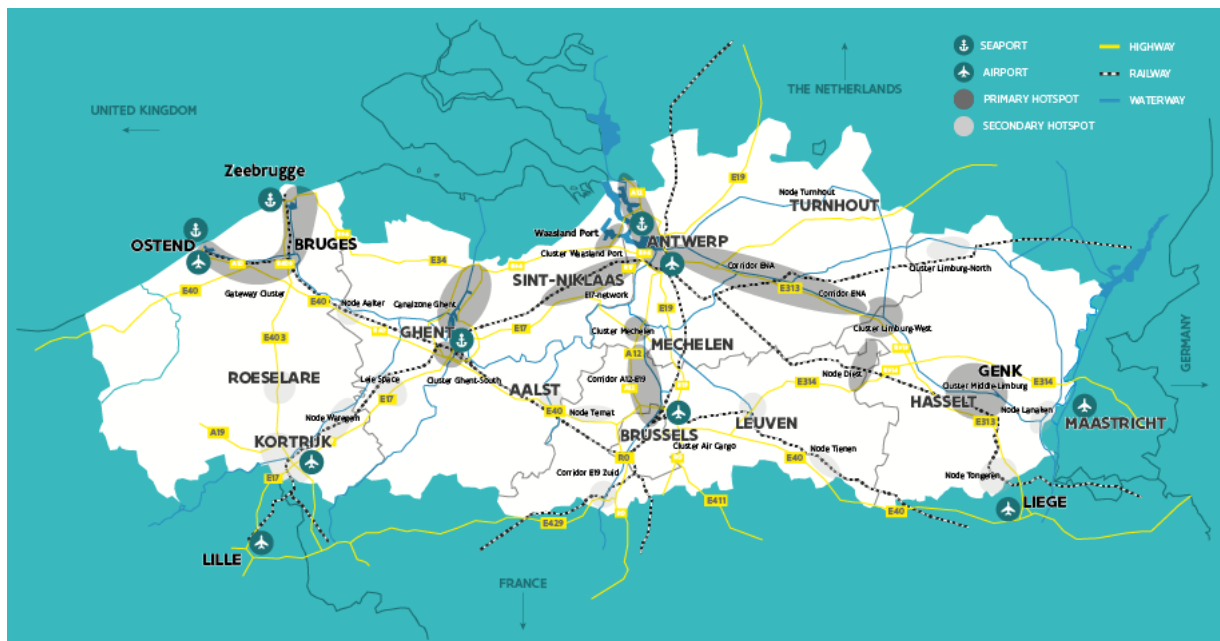 SEAPORT
HIGHWAY
AIRPORT
RAILWAY
PRIMARY HOTSPOT
WATERWAY
SECONDARY HOTSPOT
UNITED KINGDOM
THE NETHERLANDS
GERMANY
FRANCE
Zeebrugge
OSTEND
BRUGES
Gateway Cluster
E40
E40
Node Aalter
E34
Canalzone Ghent
GHENT
Cluster Ghent-South
E403
ROESELARE
Leie Space
E17
Node Waregem
A19
KORTRIJK
E17
LILLE
Waasland Port
Cluster Waasland Port
SINT-NIKLAAS
E17-network
E17
ANTWERP
E19
Node Turnhout
TURNHOUT
Corridor ENA
E313
Corridor ENA
Cluster Limburg-North
Cluster Limburg-West
E19
Cluster Mechelen
MECHELEN
A12
Corridor A12-E19
AALST
E40
Node Ternat
BRUSSELS
Cluster Air Cargo
R0
Corridor E19 Zuid
E429
E411
LEUVEN
E314
Node Diest
Node Tienen
E40
E40
GENK
Cluster Middle-Limburg
E314
HASSELT
Node Lanaken
E313
MAASTRICHT
Node Tongeren
LIEGE